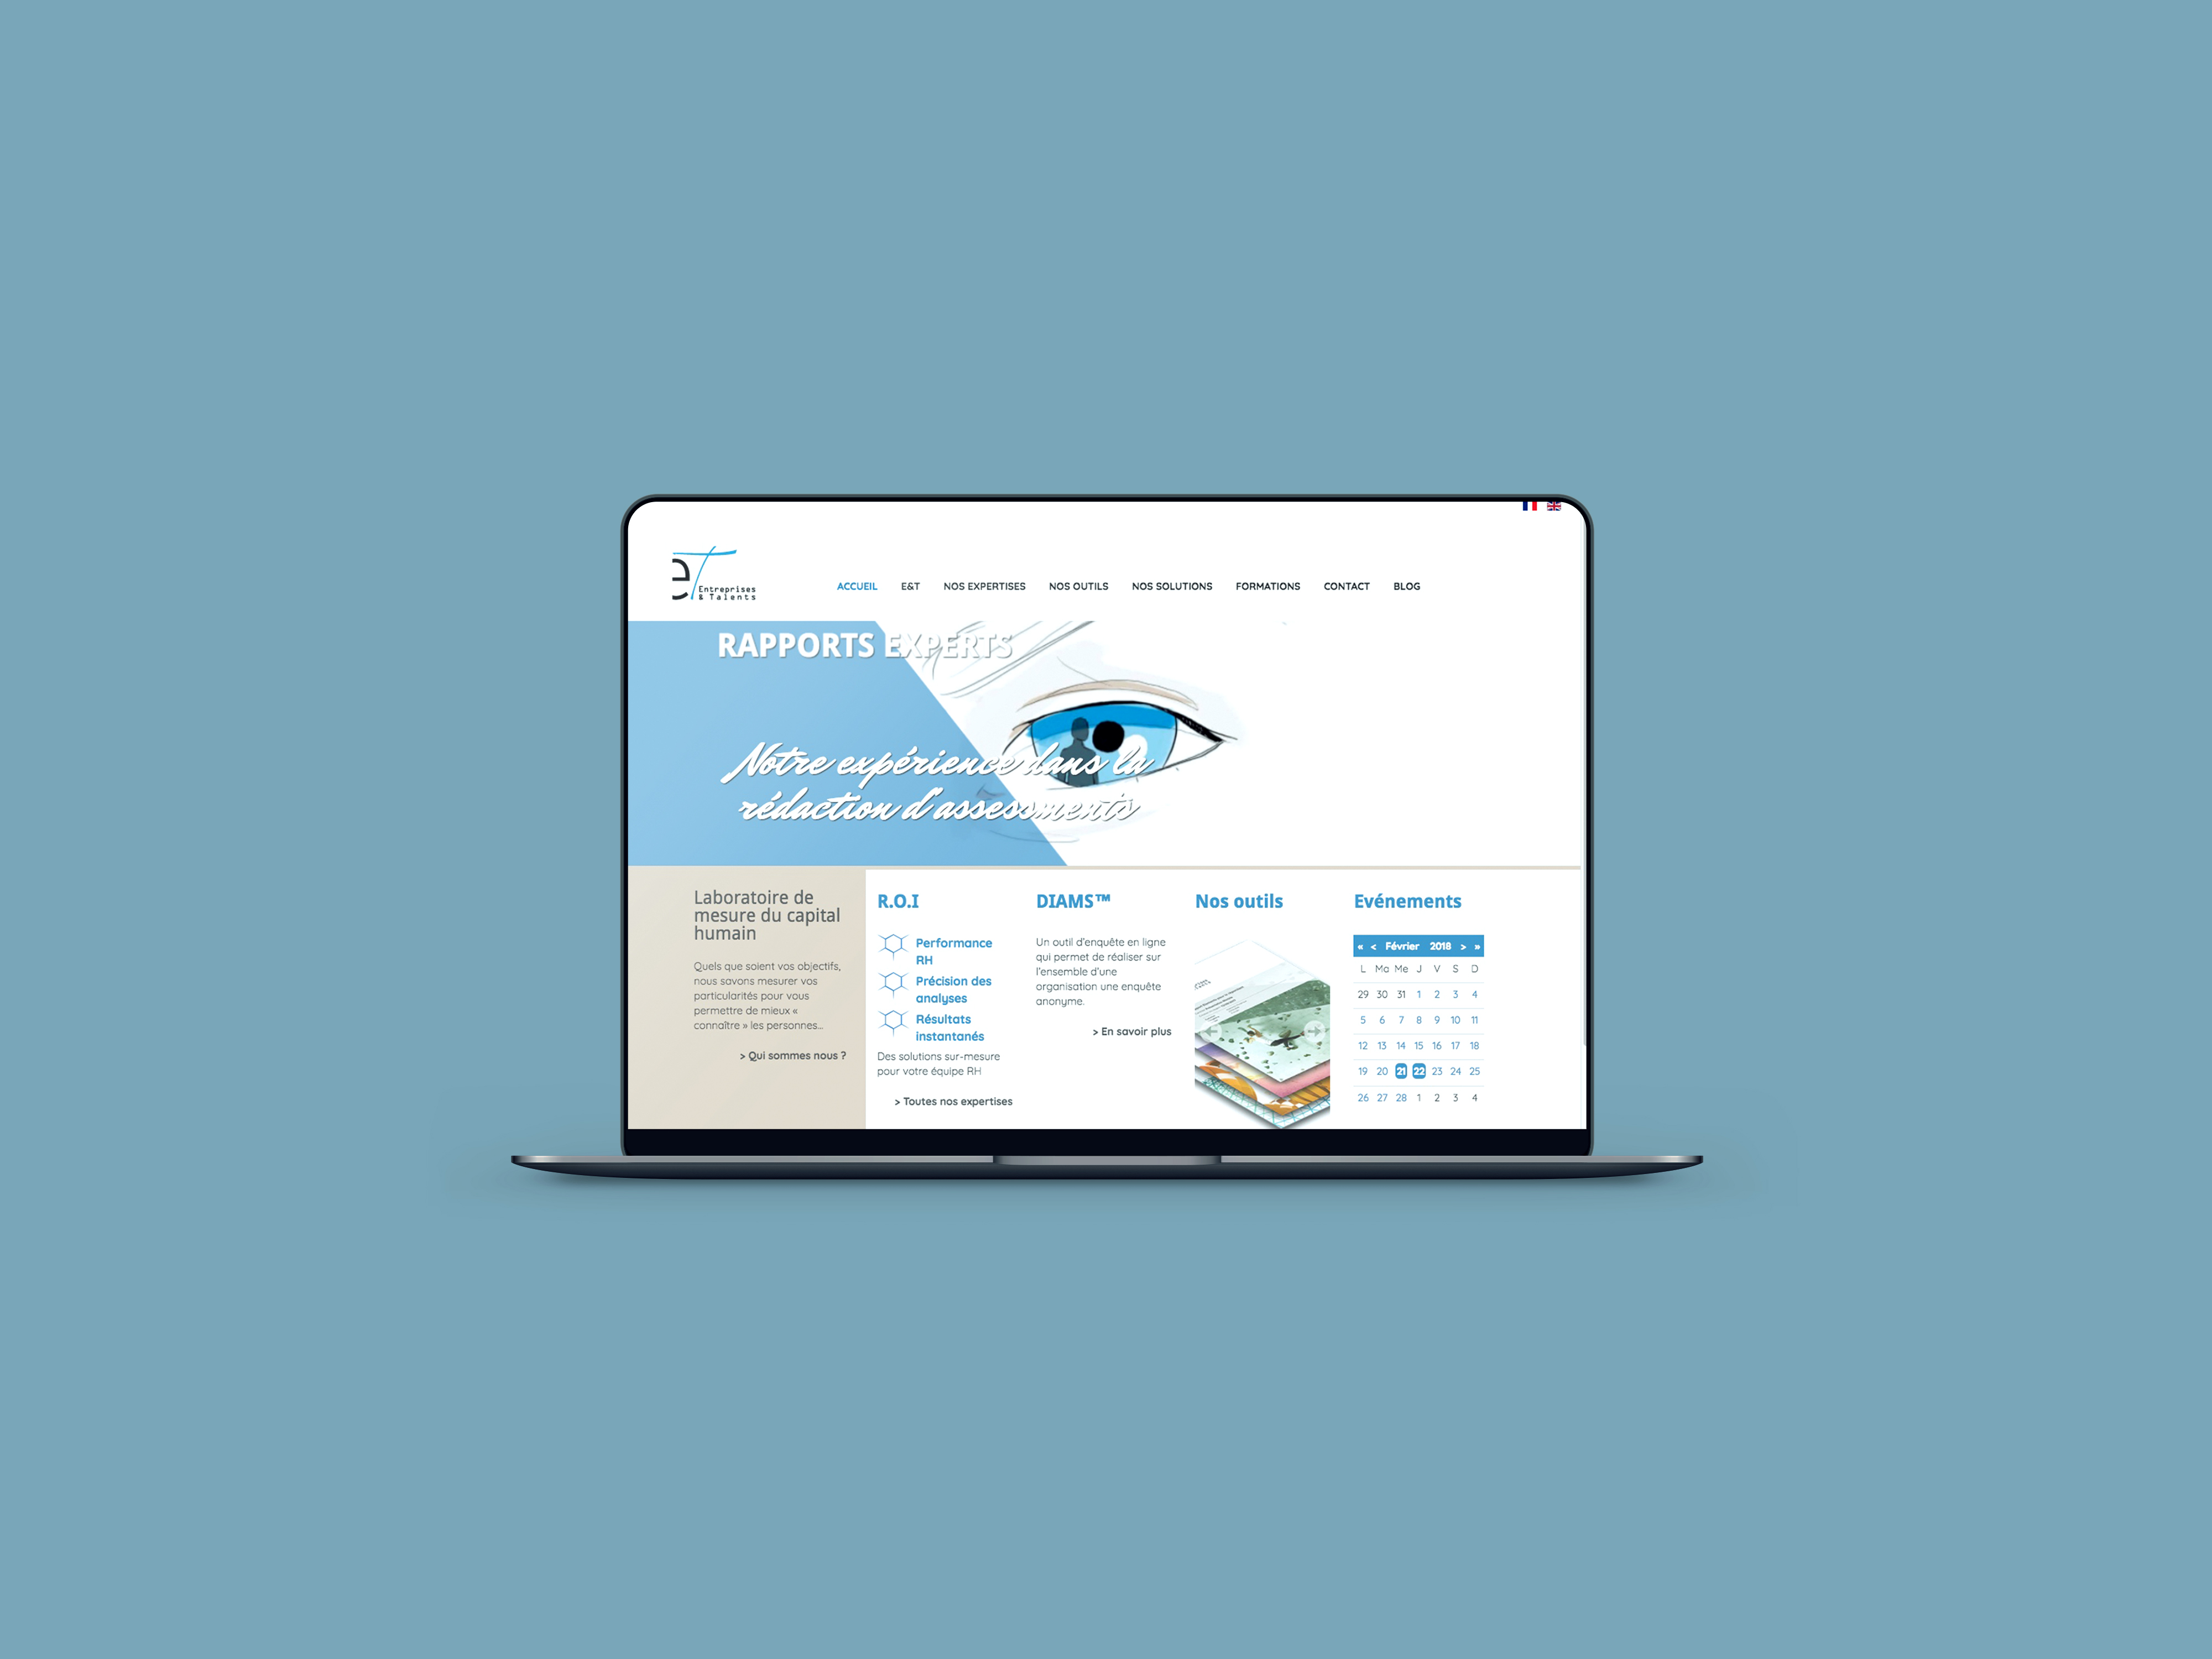 Entreprises
& Talents
ACCUEIL E&T NOS EXPERTISES NOS OUTILS NOS SOLUTIONS FORMATIONS CONTACT BLOG
RAPPORTS EXPERTS
Notre expérience dans la
rédaction d'assessments
Laboratoire de
mesure du capital
humain
Quels que soient vos objectifs,
nous savons mesurer vos
particularités pour vous
permettre de mieux «
connaître » les personnes...
> Qui sommes nous ?
R.O.I
Performance
RH
Précision des
analyses
Résultats
instantanés
Des solutions sur-mesure
pour votre équipe RH
> Toutes nos expertises
DIAMS™
Un outil d'enquête en ligne
qui permet de réaliser sur
l'ensemble d'une
organisation une enquête
anonyme.
> En savoir plus
Nos outils
Evénements
« < Février 2018 > »
L Ma Me J V S D
29 30 31 1 2 3 4
5 6 7 8 9 10 11
12 13 14 15 16 17 18
19 20 21 22 23 24 25
26 27 28 1 2 3 4